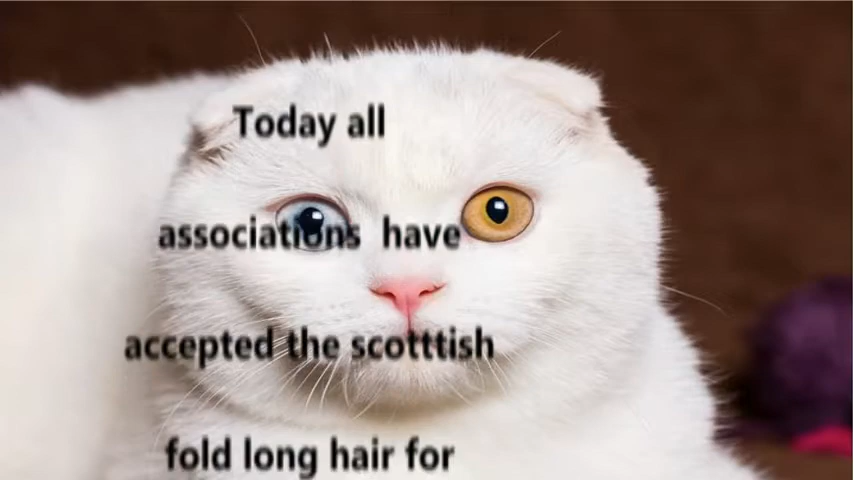 Today all
associations have
accepted the scotttish
fold long hair for